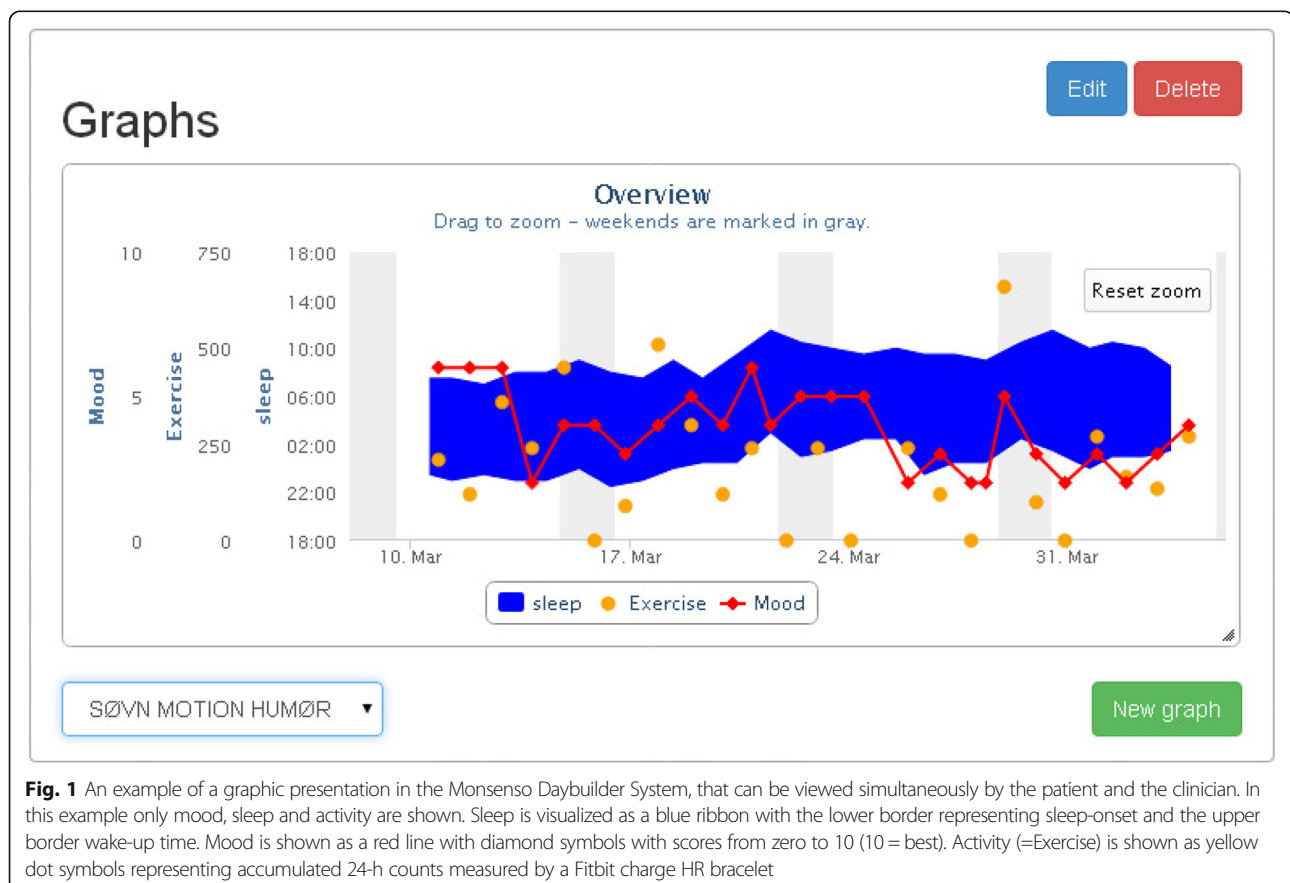 Edit Delete
Graphs
Overview
Drag to zoom – weekends are marked in gray.
10 750 18:00
14:00
Reset zoom
500 10:00
Mood
Exercise
sleep
5 06:00
250 02:00
22:00
0 0 18:00
10. Mar 17. Mar 24. Mar 31. Mar
sleep Exercise Mood
SØVN MOTION HUMØR
New graph
Fig. 1 An example of a graphic presentation in the Monsenso Daybuilder System, that can be viewed simultaneously by the patient and the clinician. In
this example only mood, sleep and activity are shown. Sleep is visualized as a blue ribbon with the lower border representing sleep-onset and the upper
border wake-up time. Mood is shown as a red line with diamond symbols with scores from zero to 10 (10 = best). Activity (=Exercise) is shown as yellow
dot symbols representing accumulated 24-h counts measured by a Fitbit charge HR bracelet